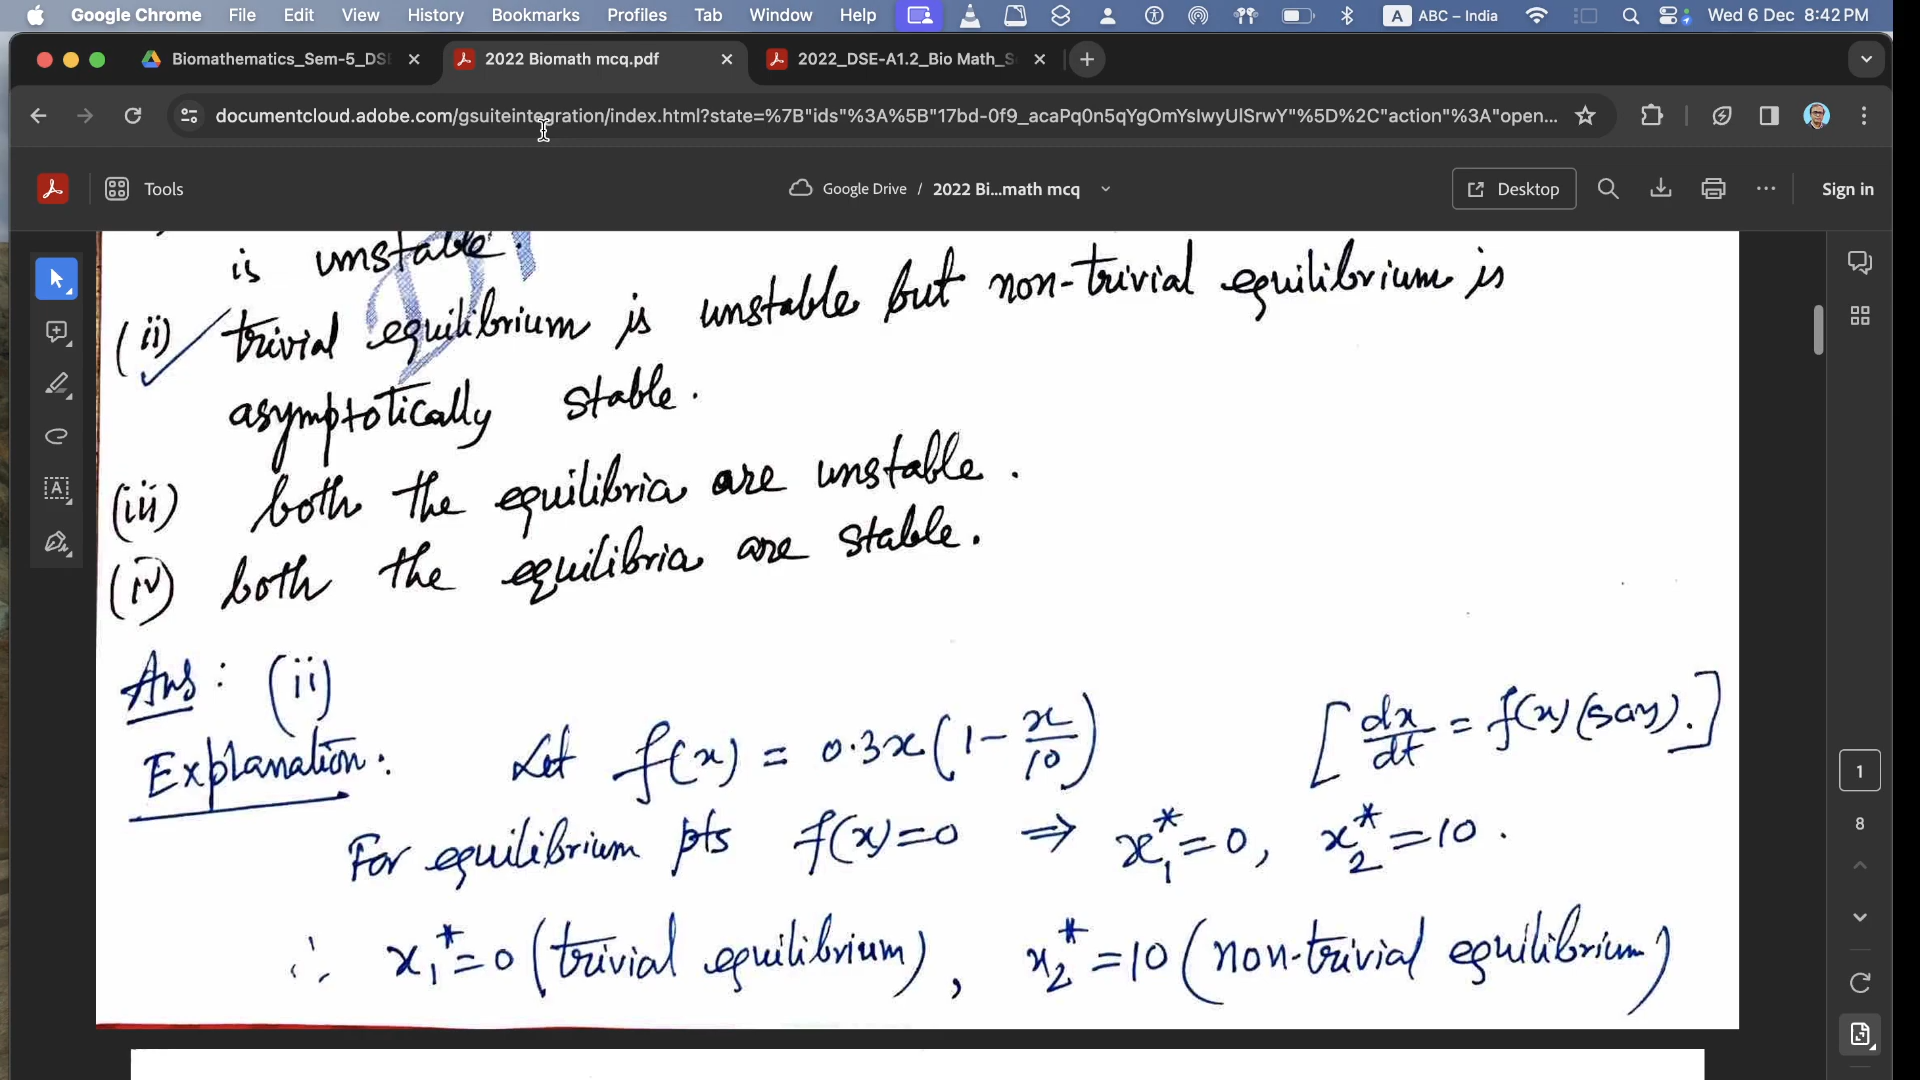 Google Chrome File Edit View History Bookmarks Profiles Tab Window Help A ABC – India Wed 6 Dec 8:42 PM
Biomathematics_Sem-5_DSE 2022 Biomath mcq.pdf 2022_DSE-A1.2_Bio Math_S
documentcloud.adobe.com/gsuiteintegration/index.html?state=%7B"ids"%3A%5B"17bd-0f9_acaPq0n5qYgOmYsIwyUlSrwY"%5D%2C"action"%3A"open...
Tools Google Drive / 2022 Bi...math mcq Desktop Sign in
is unstable.
(ii) trivial equilibrium is unstable but non-trivial equilibrium is
asymptotically stable.
(iii) both the equilibria are unstable.
(iv) both the equilibria are stable.
Ans: (ii)
Explanation: Let f(x) = 0.3x(1 - x/10) [dx/dt = f(x) (say).]
For equilibrium pts f(x)=0 ⇒ x₁*=0, x₂*=10.
∴ x₁*=0 (trivial equilibrium), x₂*=10 (non-trivial equilibrium)
1
8